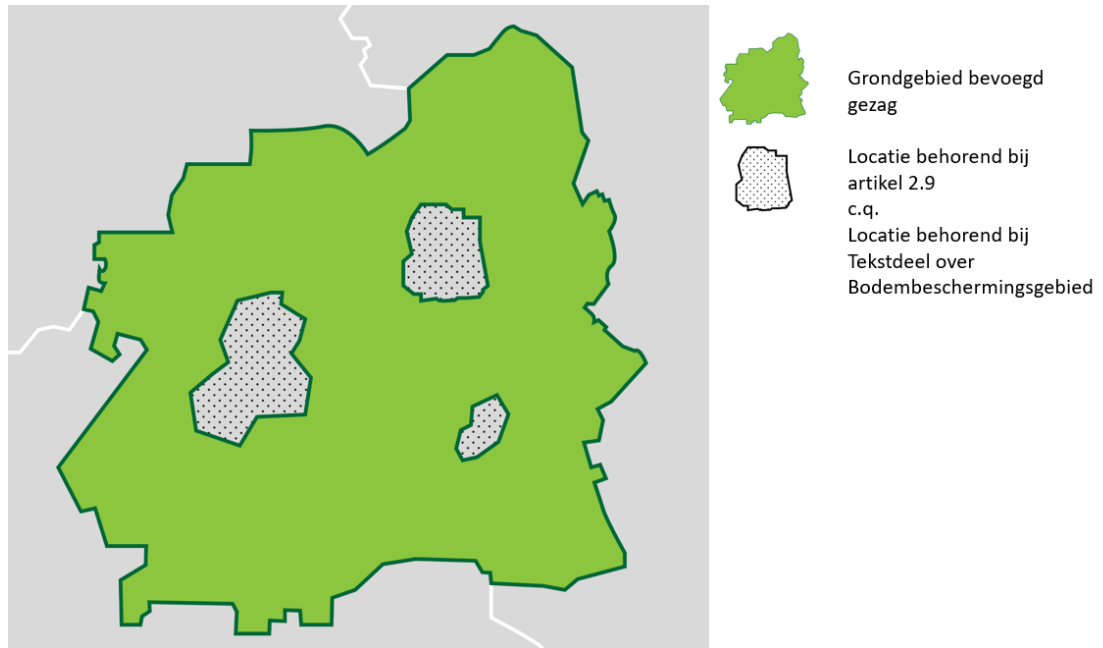 Grondgebied bevoegd
gezag
Locatie behorend bij
artikel 2.9
c.q.
Locatie behorend bij
Tekstdeel over
Bodembeschermingsgebied